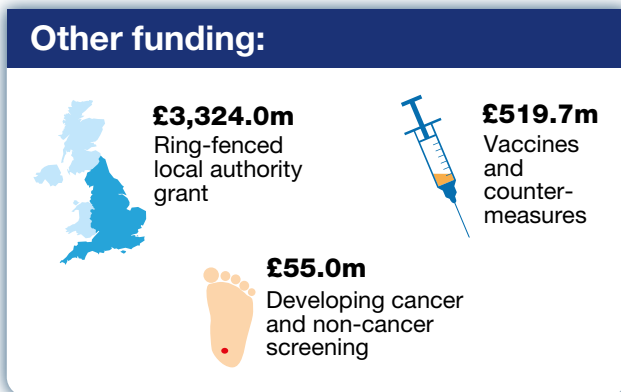 Other funding:
£3,324.0m
Ring-fenced
local authority
grant
£519.7m
Vaccines
and
counter-
measures
£55.0m
Developing cancer
and non-cancer
screening